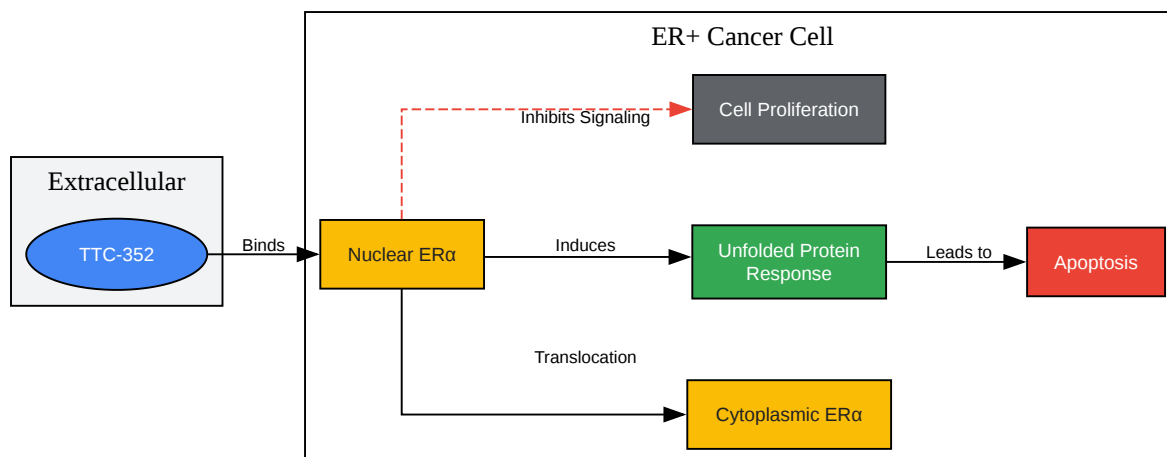 ER+ Cancer Cell
Cell Proliferation
Inhibits Signaling
Extracellular
TTC-352
Binds
Nuclear ERα
Induces
Unfolded Protein
Response
Leads to
Apoptosis
Translocation
Cytoplasmic ERα